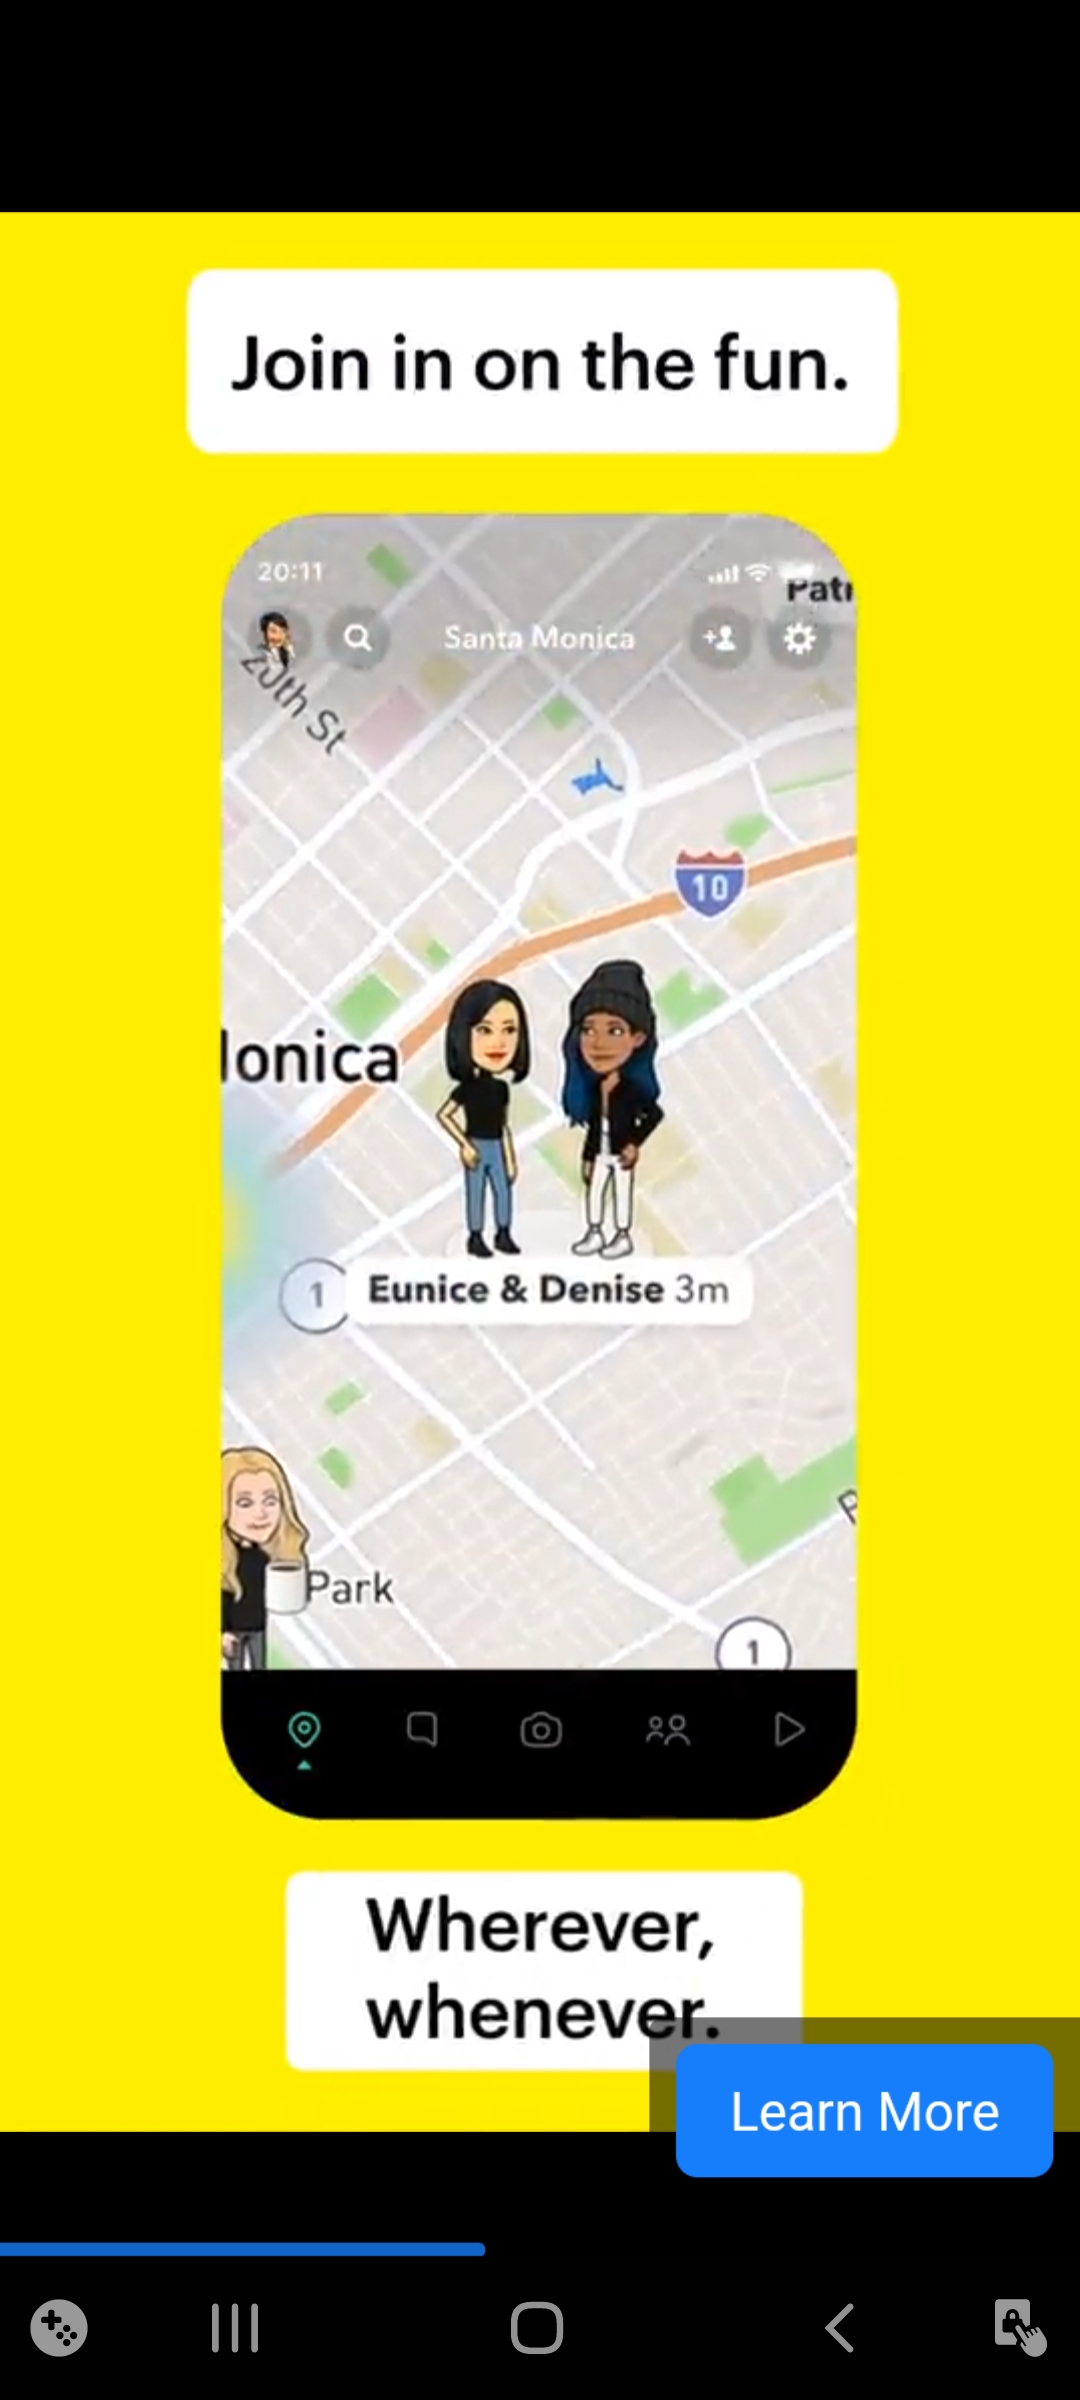 Join in on the fun.
20:11
Patr
Santa Monica
20th St
10
onica
1 Eunice & Denise 3m
Park
P
1
Wherever,
whenever.
Learn More